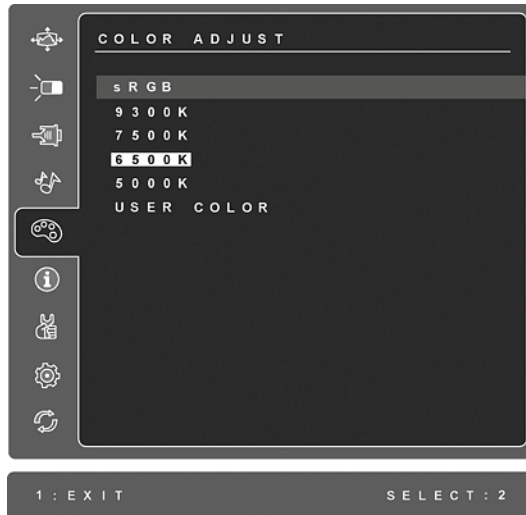 COLOR ADJUST
sRGB
9300K
7500K
6500K
5000K
USER COLOR
1:EXIT SELECT:2